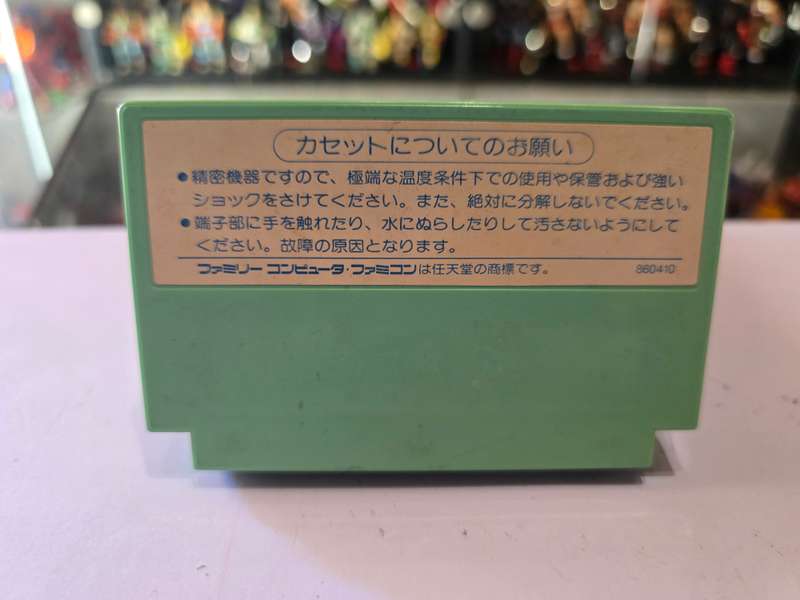 カセットについてのお願い
●精密機器ですので、極端な温度条件下での使用や保管および強い
ショックをさけてください。また、絶対に分解しないでください。
●端子部に手を触れたり、水にぬらしたりして汚さないようにして
ください。故障の原因となります。
ファミリー コンピュータ・ファミコンは任天堂の商標です。 860410